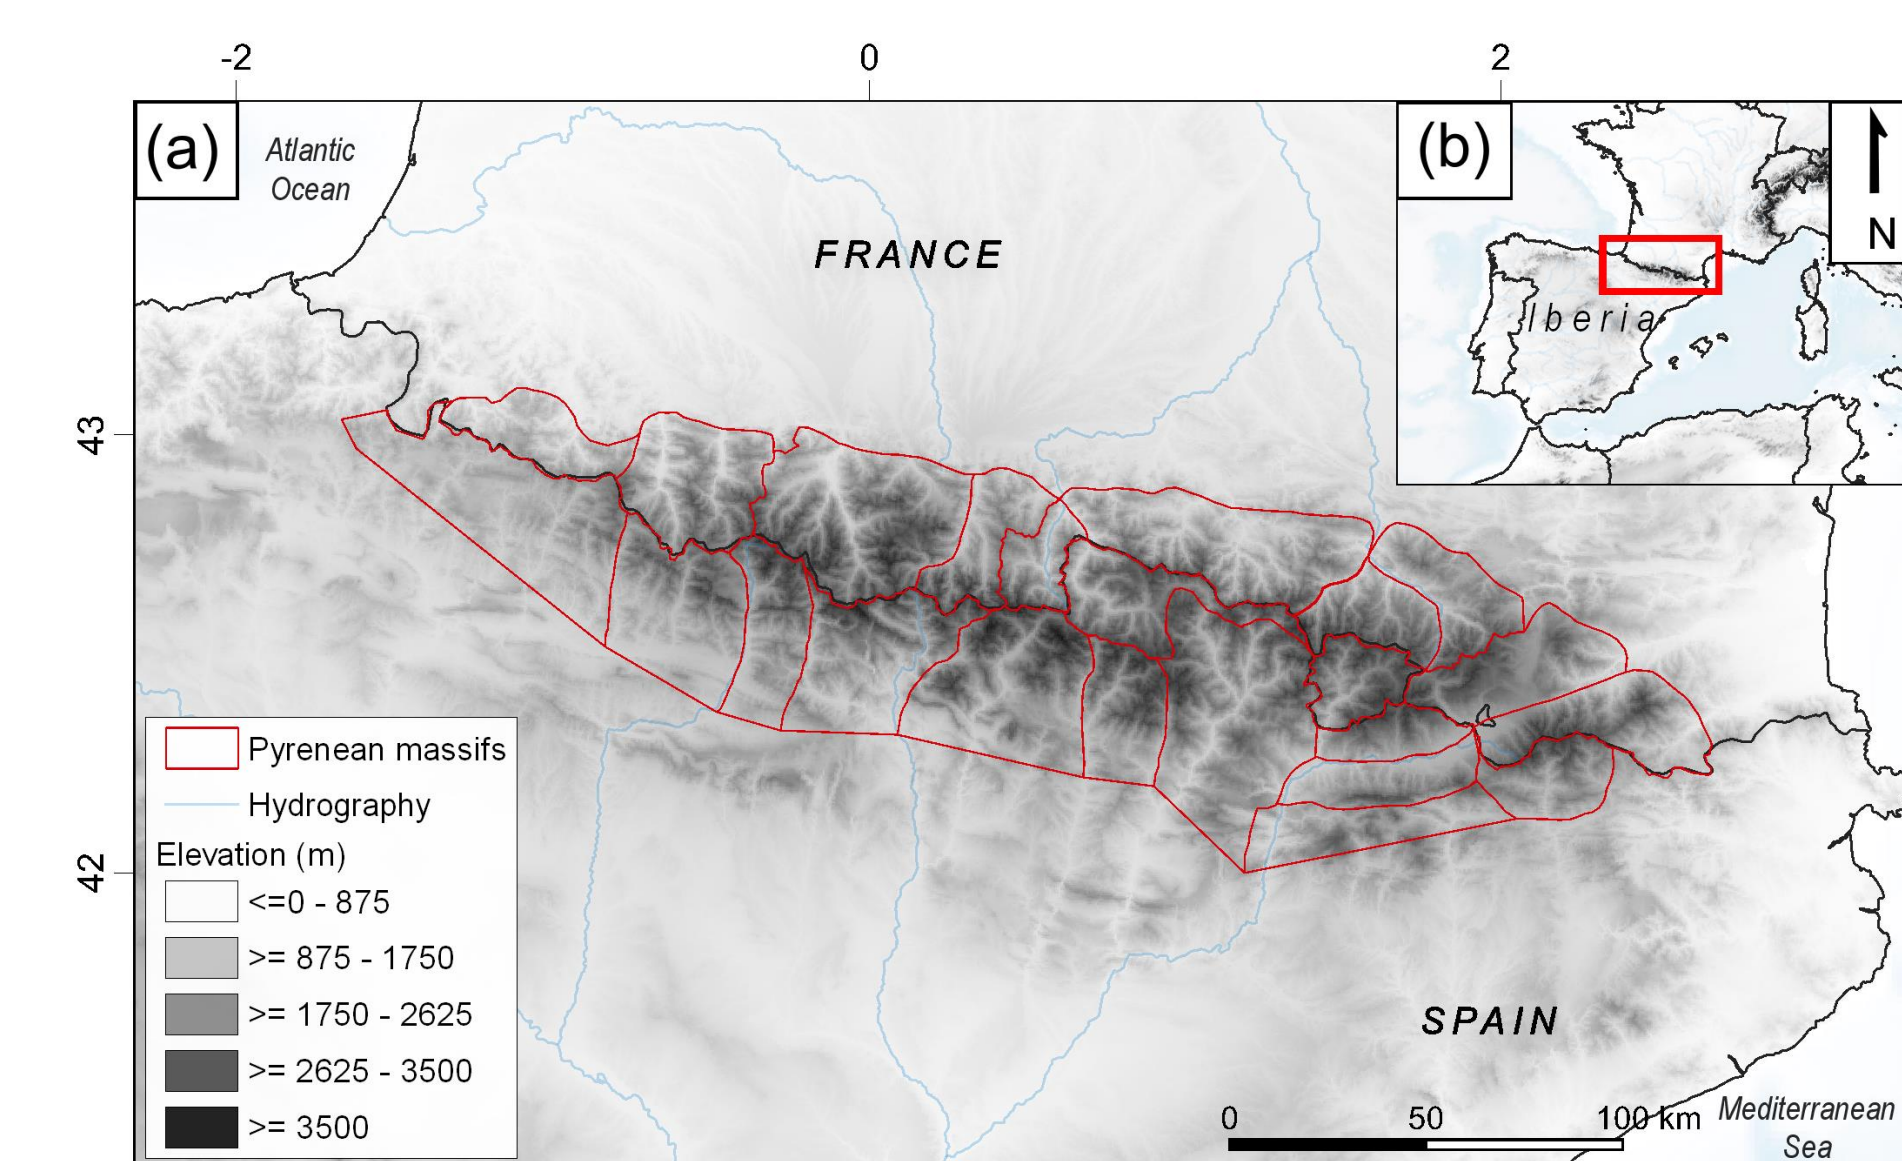 -2 0 2
(a)
Atlantic
Ocean
FRANCE
(b)
N
Iberia
43
42
Pyrenean massifs
Hydrography
Elevation (m)
<=0 - 875
>= 875 - 1750
>= 1750 - 2625
>= 2625 - 3500
>= 3500
SPAIN
0 50 100 km
Mediterranean
Sea